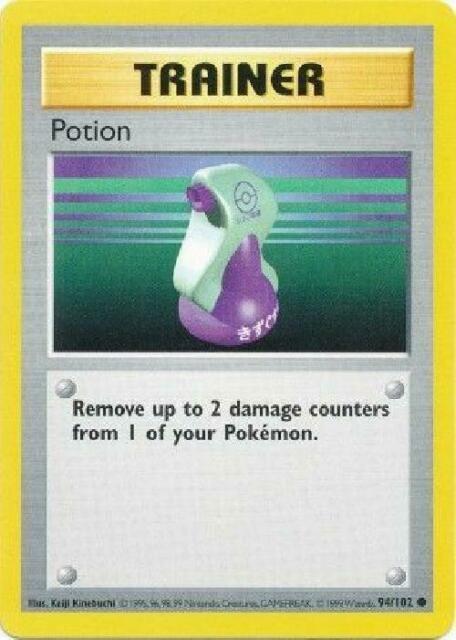 TRAINER
Potion
きずぐす
Remove up to 2 damage counters
from 1 of your Pokémon.
Illus. Keiji Kinebuchi ©1995, 96, 98, 99 Nintendo, Creatures, GAMEFREAK. ©1999 Wizards. 94/102